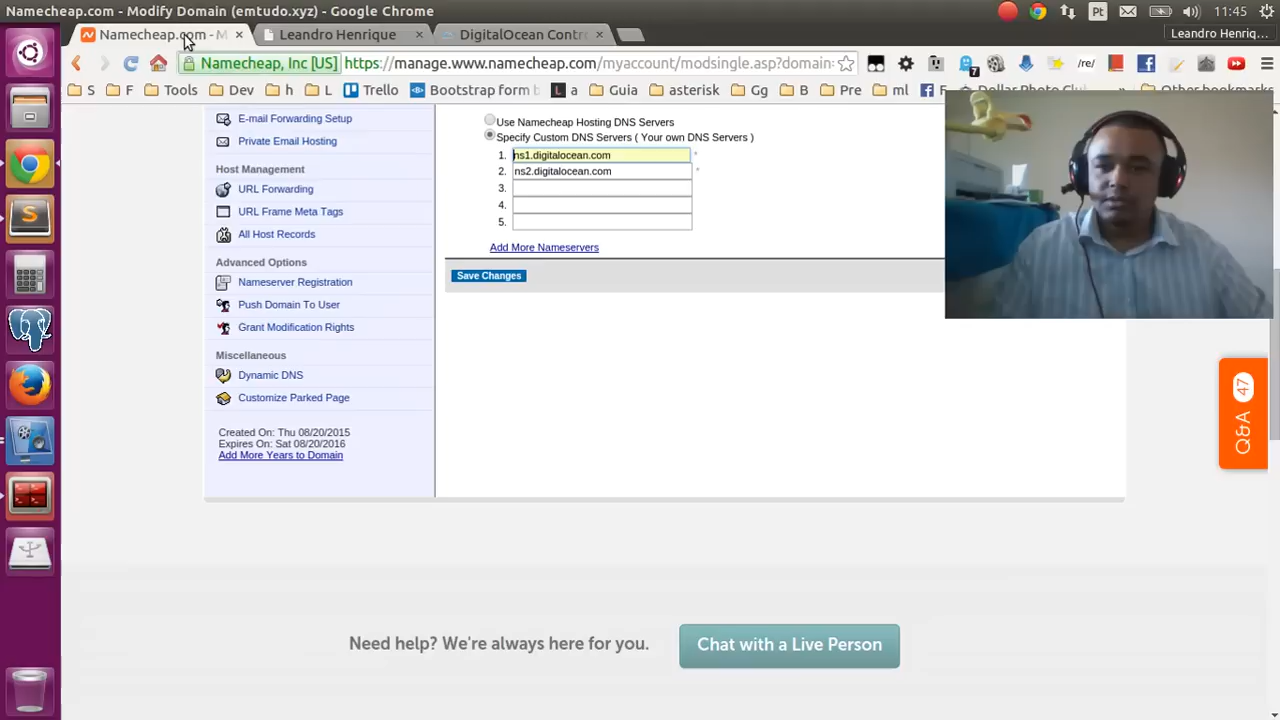 Namecheap.com - Modify Domain (emtudo.xyz) - Google Chrome
Pt
11:45
Namecheap.com - M
Leandro Henrique
DigitalOcean Contr
Leandro Henriq...
Namecheap, Inc [US]
https://manage.www.namecheap.com/myaccount/modsingle.asp?domain
7
/re/
S
F
Tools
Dev
h
L
Trello
Bootstrap form b
a
Guia
asterisk
Gg
B
Pre
ml
F
Dollar Photo Clu
Other bookmarks
E-mail Forwarding Setup
Private Email Hosting
Host Management
URL Forwarding
URL Frame Meta Tags
All Host Records
Advanced Options
Nameserver Registration
Push Domain To User
Grant Modification Rights
Miscellaneous
Dynamic DNS
Customize Parked Page
Created On: Thu 08/20/2015
Expires On: Sat 08/20/2016
Add More Years to Domain
Use Namecheap Hosting DNS Servers
Specify Custom DNS Servers ( Your own DNS Servers )
1. ns1.digitalocean.com *
2. ns2.digitalocean.com *
3.
4.
5.
Add More Nameservers
Save Changes
Q&A 47
Need help? We're always here for you.
Chat with a Live Person